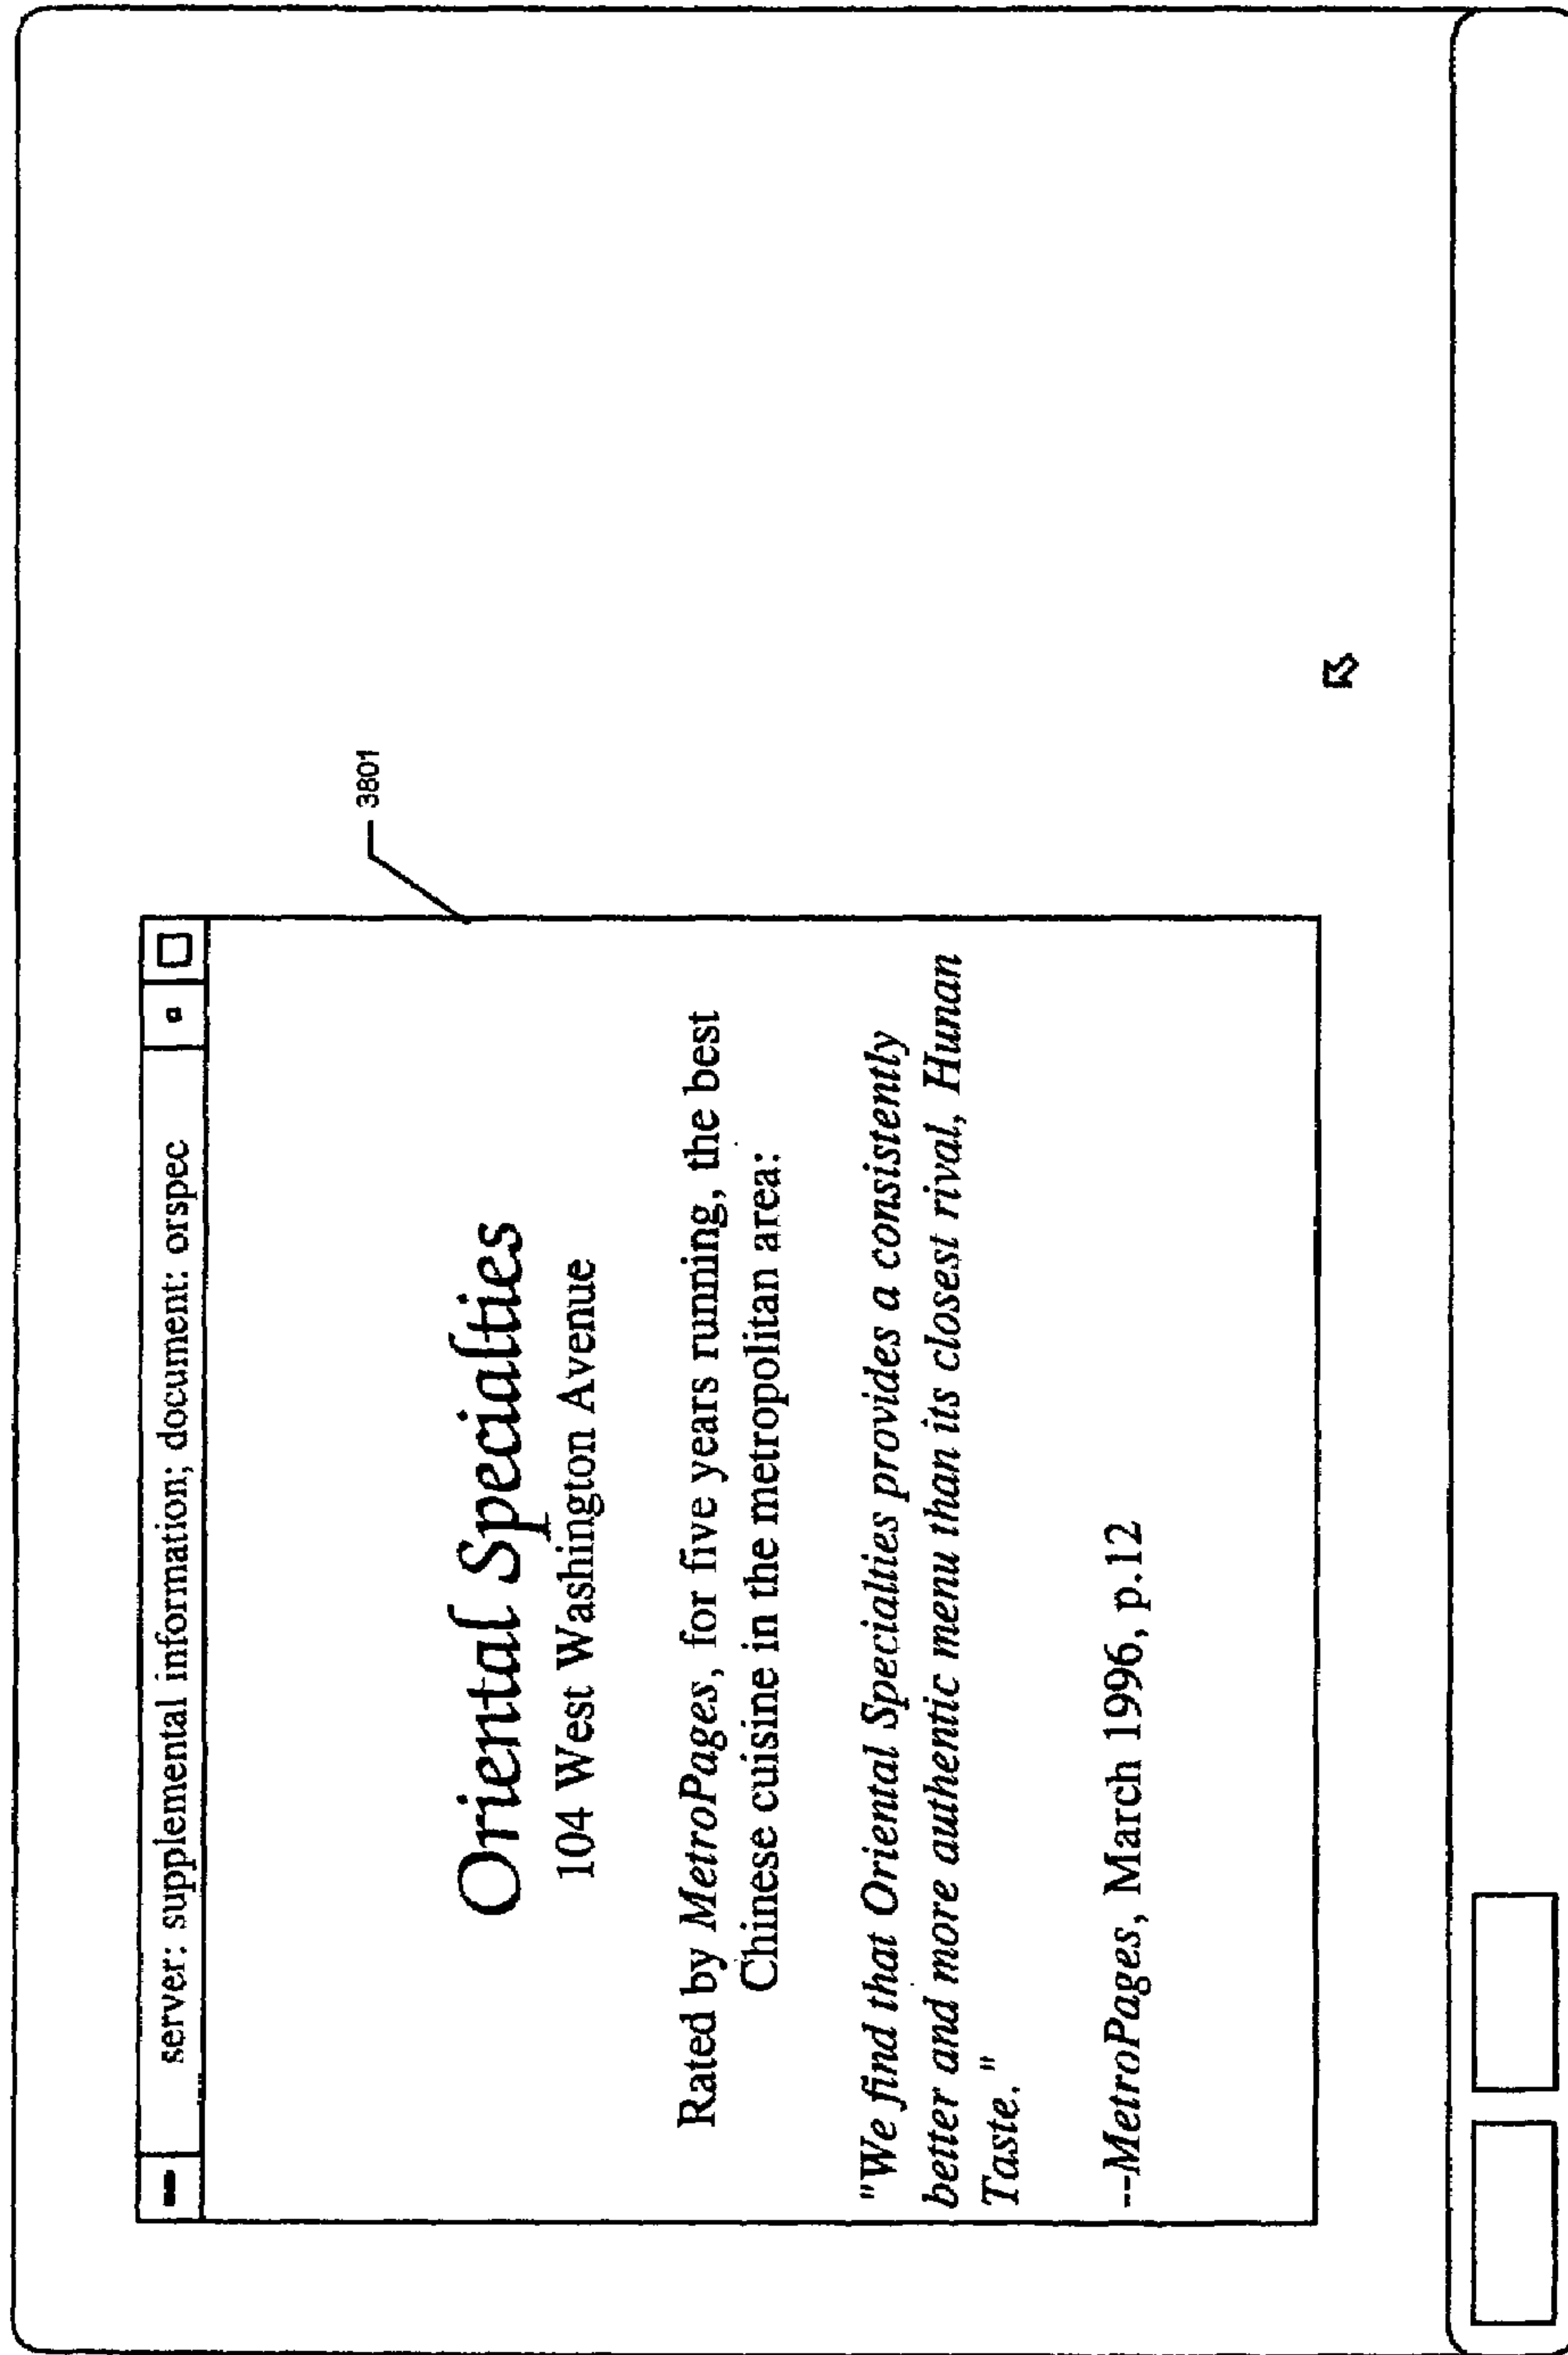 server: supplemental information; document: orspec
3801
Oriental Specialties
104 West Washington Avenue
Rated by MetroPages, for five years running, the best
Chinese cuisine in the metropolitan area:
"We find that Oriental Specialties provides a consistently
better and more authentic menu than its closest rival, Hunan
Taste."
--MetroPages, March 1996, p.12